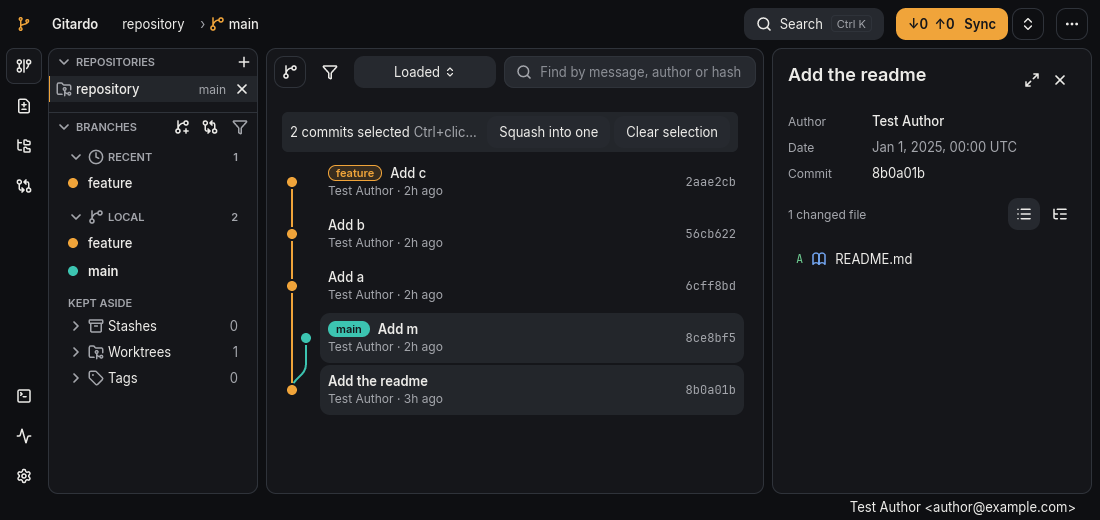 Gitardo repository › main Search Ctrl K ↓0 ↑0 Sync
REPOSITORIES
repository main
BRANCHES
RECENT 1
feature
LOCAL 2
feature
main
KEPT ASIDE
Stashes 0
Worktrees 1
Tags 0
Loaded Find by message, author or hash
2 commits selected Ctrl+clic... Squash into one Clear selection
feature Add c 2aae2cb
Test Author · 2h ago
Add b 56cb622
Test Author · 2h ago
Add a 6cff8bd
Test Author · 2h ago
main Add m 8ce8bf5
Test Author · 2h ago
Add the readme 8b0a01b
Test Author · 3h ago
Add the readme
Author Test Author
Date Jan 1, 2025, 00:00 UTC
Commit 8b0a01b
1 changed file
A README.md
Test Author <author@example.com>